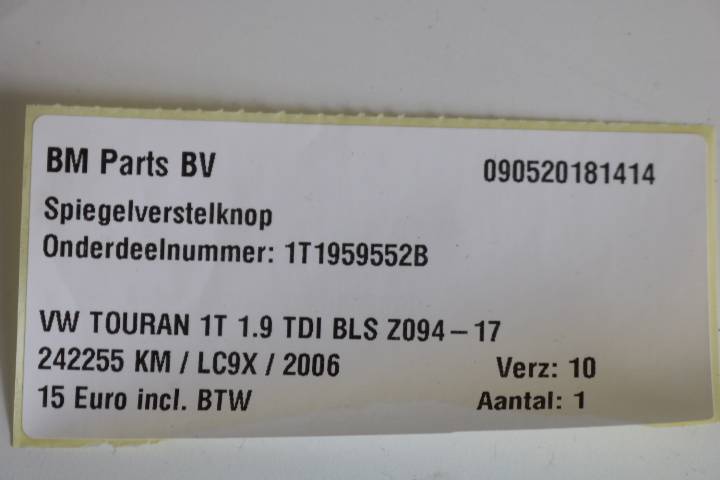 BM Parts BV 090520181414
Spiegelverstelknop
Onderdeelnummer: 1T1959552B
VW TOURAN 1T 1.9 TDI BLS Z094-17
242255 KM / LC9X / 2006 Verz: 10
15 Euro incl. BTW Aantal: 1